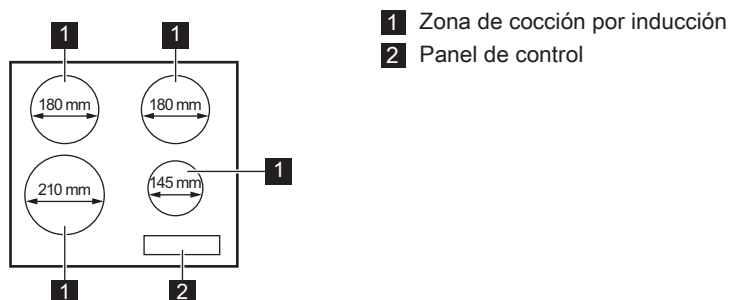 1 1
180 mm 180 mm
210 mm 145 mm 1
1 2
1 Zona de cocción por inducción
2 Panel de control